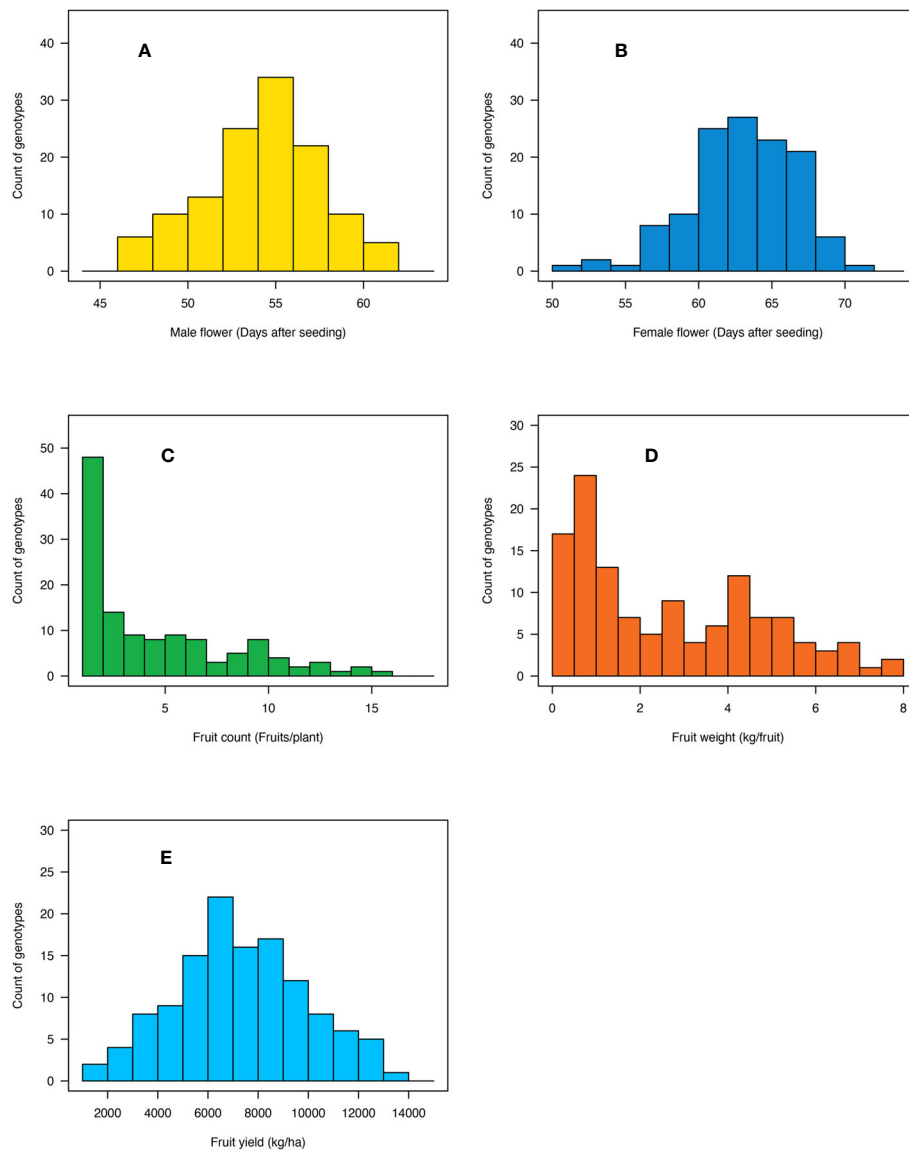 A
Count of genotypes
40
30
20
10
0
45 50 55 60
Male flower (Days after seeding)
B
Count of genotypes
40
30
20
10
0
50 55 60 65 70
Female flower (Days after seeding)
C
Count of genotypes
50
40
30
20
10
0
5 10 15
Fruit count (Fruits/plant)
D
Count of genotypes
30
25
20
15
10
5
0
0 2 4 6 8
Fruit weight (kg/fruit)
E
Count of genotypes
30
25
20
15
10
5
0
2000 4000 6000 8000 10000 12000 14000
Fruit yield (kg/ha)